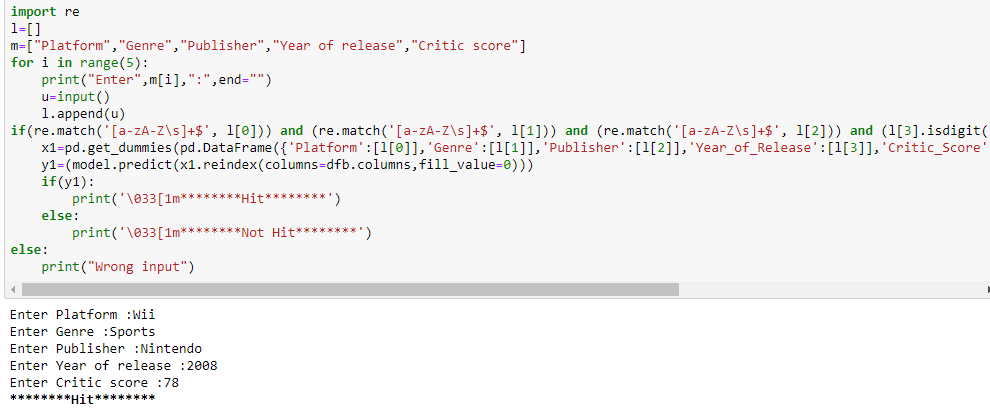 import re
l=[]
m=["Platform","Genre","Publisher","Year of release","Critic score"]
for i in range(5):
    print("Enter",m[i],":",end="")
    u=input()
    l.append(u)
if(re.match('[a-zA-Z\s]+$', l[0])) and (re.match('[a-zA-Z\s]+$', l[1])) and (re.match('[a-zA-Z\s]+$', l[2])) and (l[3].isdigit(
    x1=pd.get_dummies(pd.DataFrame({'Platform':[l[0]],'Genre':[l[1]],'Publisher':[l[2]],'Year_of_Release':[l[3]],'Critic_Score'
    y1=(model.predict(x1.reindex(columns=dfb.columns,fill_value=0)))
    if(y1):
        print('\033[1m********Hit********')
    else:
        print('\033[1m********Not Hit********')
else:
    print("Wrong input")
Enter Platform :Wii
Enter Genre :Sports
Enter Publisher :Nintendo
Enter Year of release :2008
Enter Critic score :78
********Hit********